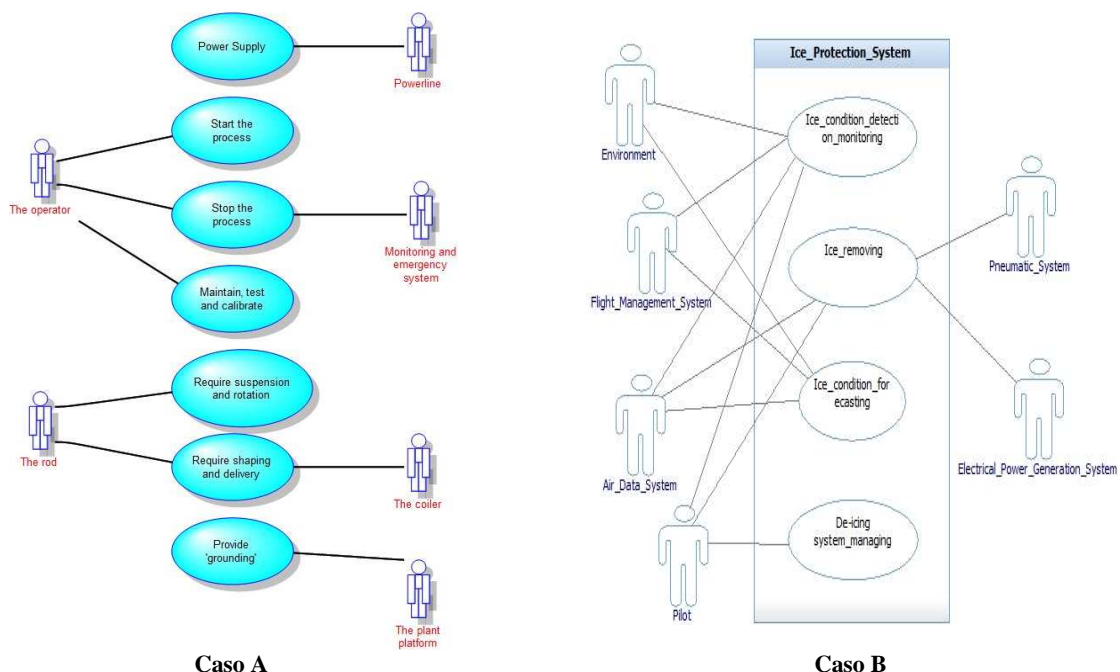 Power Supply
Powerline
Start the
process
The operator
Stop the
process
Monitoring and
emergency
system
Maintain, test
and calibrate
Require suspension
and rotation
The rod
Require shaping
and delivery
The coiler
Provide
'grounding'
The plant
platform
Caso A
Ice_Protection_System
Ice_condition_detecti
on_monitoring
Environment
Ice_removing
Pneumatic_System
Flight_Management_System
Ice_condition_for
ecasting
Air_Data_System
Electrical_Power_Generation_System
De-icing
system_managing
Pilot
Caso B